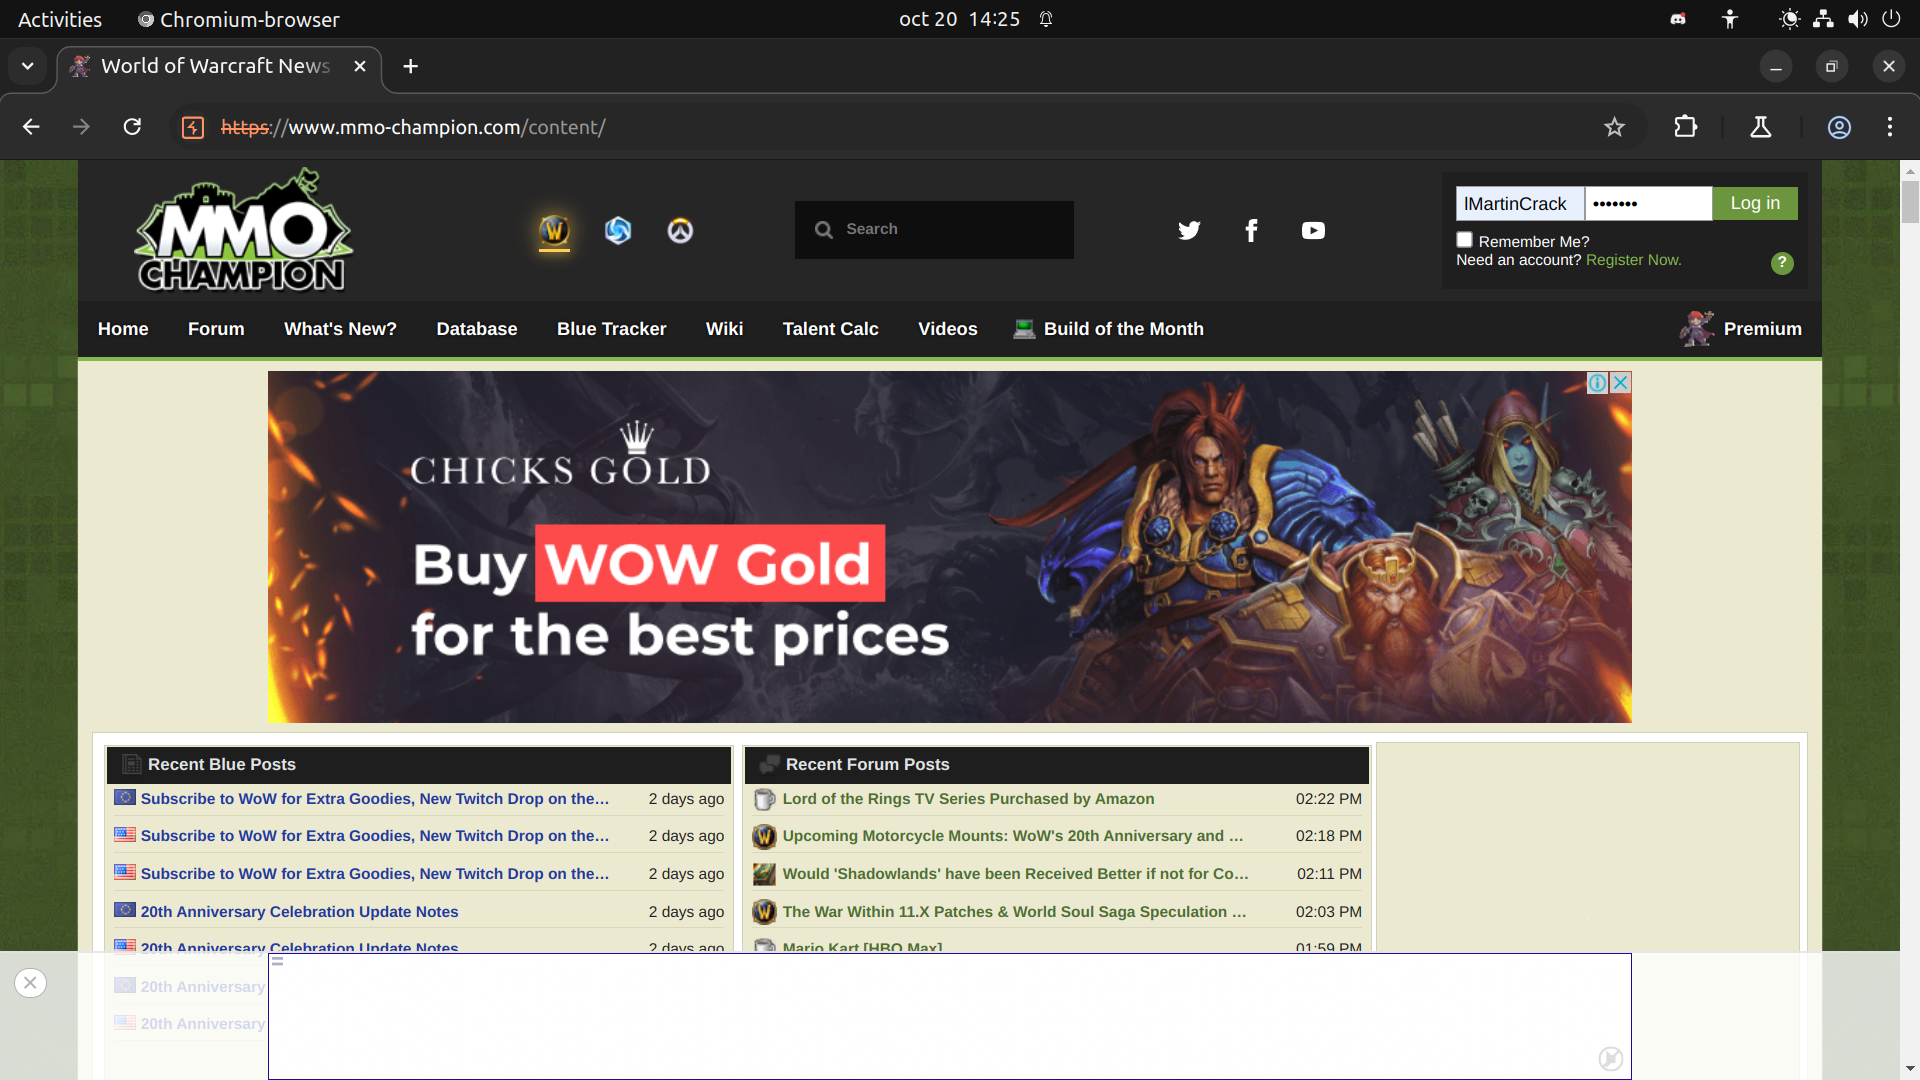 Activities
Chromium-browser
oct 20 14:25
World of Warcraft News
https://www.mmo-champion.com/content/
MMO
CHAMPION
Search
lMartinCrack
•••••••
Log in
Remember Me?
Need an account? Register Now.
?
Home
Forum
What's New?
Database
Blue Tracker
Wiki
Talent Calc
Videos
Build of the Month
Premium
CHICKS GOLD
Buy WOW Gold
for the best prices
Recent Blue Posts
Subscribe to WoW for Extra Goodies, New Twitch Drop on the… 2 days ago
Subscribe to WoW for Extra Goodies, New Twitch Drop on the… 2 days ago
Subscribe to WoW for Extra Goodies, New Twitch Drop on the… 2 days ago
20th Anniversary Celebration Update Notes 2 days ago
20th Anniversary Celebration Update Notes 2 days ago
20th Anniversary
20th Anniversary
Recent Forum Posts
Lord of the Rings TV Series Purchased by Amazon 02:22 PM
Upcoming Motorcycle Mounts: WoW's 20th Anniversary and … 02:18 PM
Would 'Shadowlands' have been Received Better if not for Co… 02:11 PM
The War Within 11.X Patches & World Soul Saga Speculation … 02:03 PM
Mario Kart [HBO Max] 01:59 PM